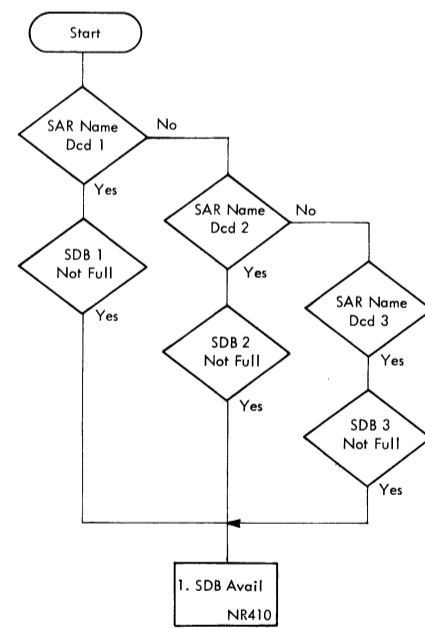 Start
SAR Name
Dcd 1
No
Yes
SDB 1
Not Full
Yes
SAR Name
Dcd 2
No
Yes
SDB 2
Not Full
Yes
SAR Name
Dcd 3
Yes
SDB 3
Not Full
Yes
1. SDB Avail
NR410